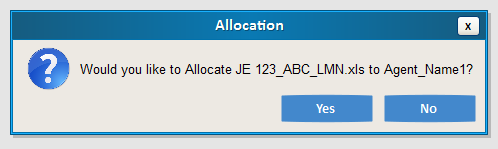 Allocation
x
Would you like to Allocate JE 123_ABC_LMN.xls to Agent_Name1?
Yes No